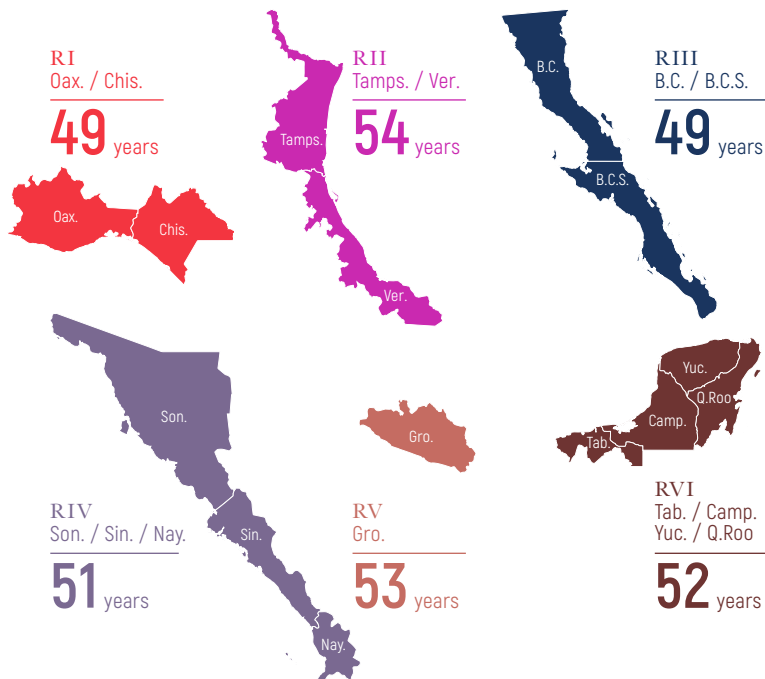 RI
Oax. / Chis.
49 years
Oax.
Chis.
RII
Tamps. / Ver.
54 years
Tamps.
Ver.
RIII
B.C. / B.C.S.
49 years
B.C.
B.C.S.
RIV
Son. / Sin. / Nay.
51 years
Son.
Sin.
Nay.
RV
Gro.
53 years
Gro.
RVI
Tab. / Camp.
Yuc. / Q.Roo
52 years
Yuc.
Q.Roo
Camp.
Tab.